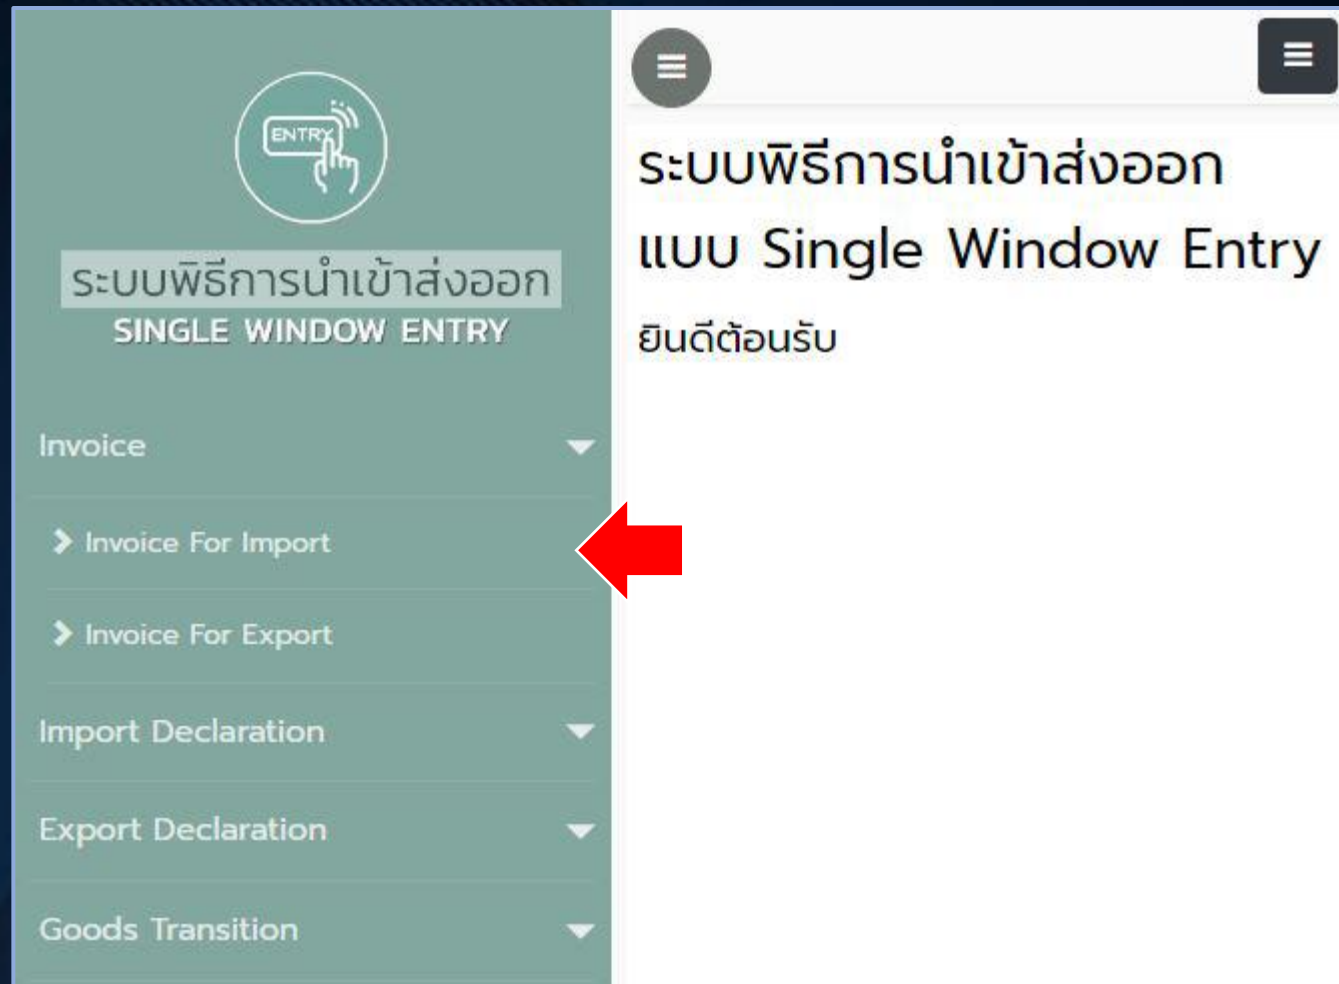 ENTRY
ระบบพิธีการนำเข้าส่งออก
SINGLE WINDOW ENTRY
Invoice
Invoice For Import
Invoice For Export
Import Declaration
Export Declaration
Goods Transition
ระบบพิธีการนำเข้าส่งออก
แบบ Single Window Entry
ยินดีต้อนรับ